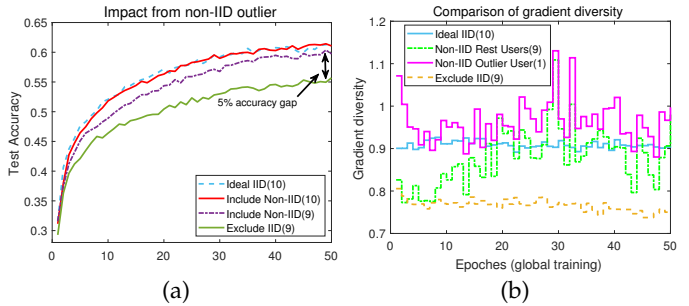 Impact from non-IID outlier
Test Accuracy
0.65
0.6
0.55
0.5
0.45
0.4
0.35
0.3
5% accuracy gap
Ideal IID(10)
Include Non-IID(10)
Include Non-IID(9)
Exclude IID(9)
0 10 20 30 40 50
(a)
Comparison of gradient diversity
Gradient diversity
1.2
1.1
1
0.9
0.8
0.7
Ideal IID(10)
Non-IID Rest Users(9)
Non-IID Outlier User(1)
Exclude IID(9)
0 10 20 30 40 50
Epoches (global training)
(b)